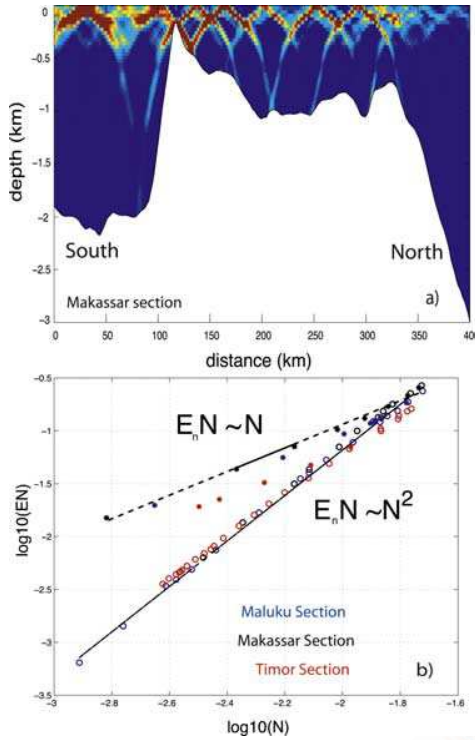 0
-0.5
-1
-1.5
-2
-2.5
-3
depth (km)
South
North
Makassar section
a)
0 50 100 150 200 250 300 350 400
distance (km)
-0.5
-1
-1.5
-2
-2.5
-3
-3.5
log10(EN)
EnN ~N
EnN ~N²
Maluku Section
Makassar Section
Timor Section
b)
-3 -2.8 -2.6 -2.4 -2.2 -2 -1.8 -1.6
log10(N)